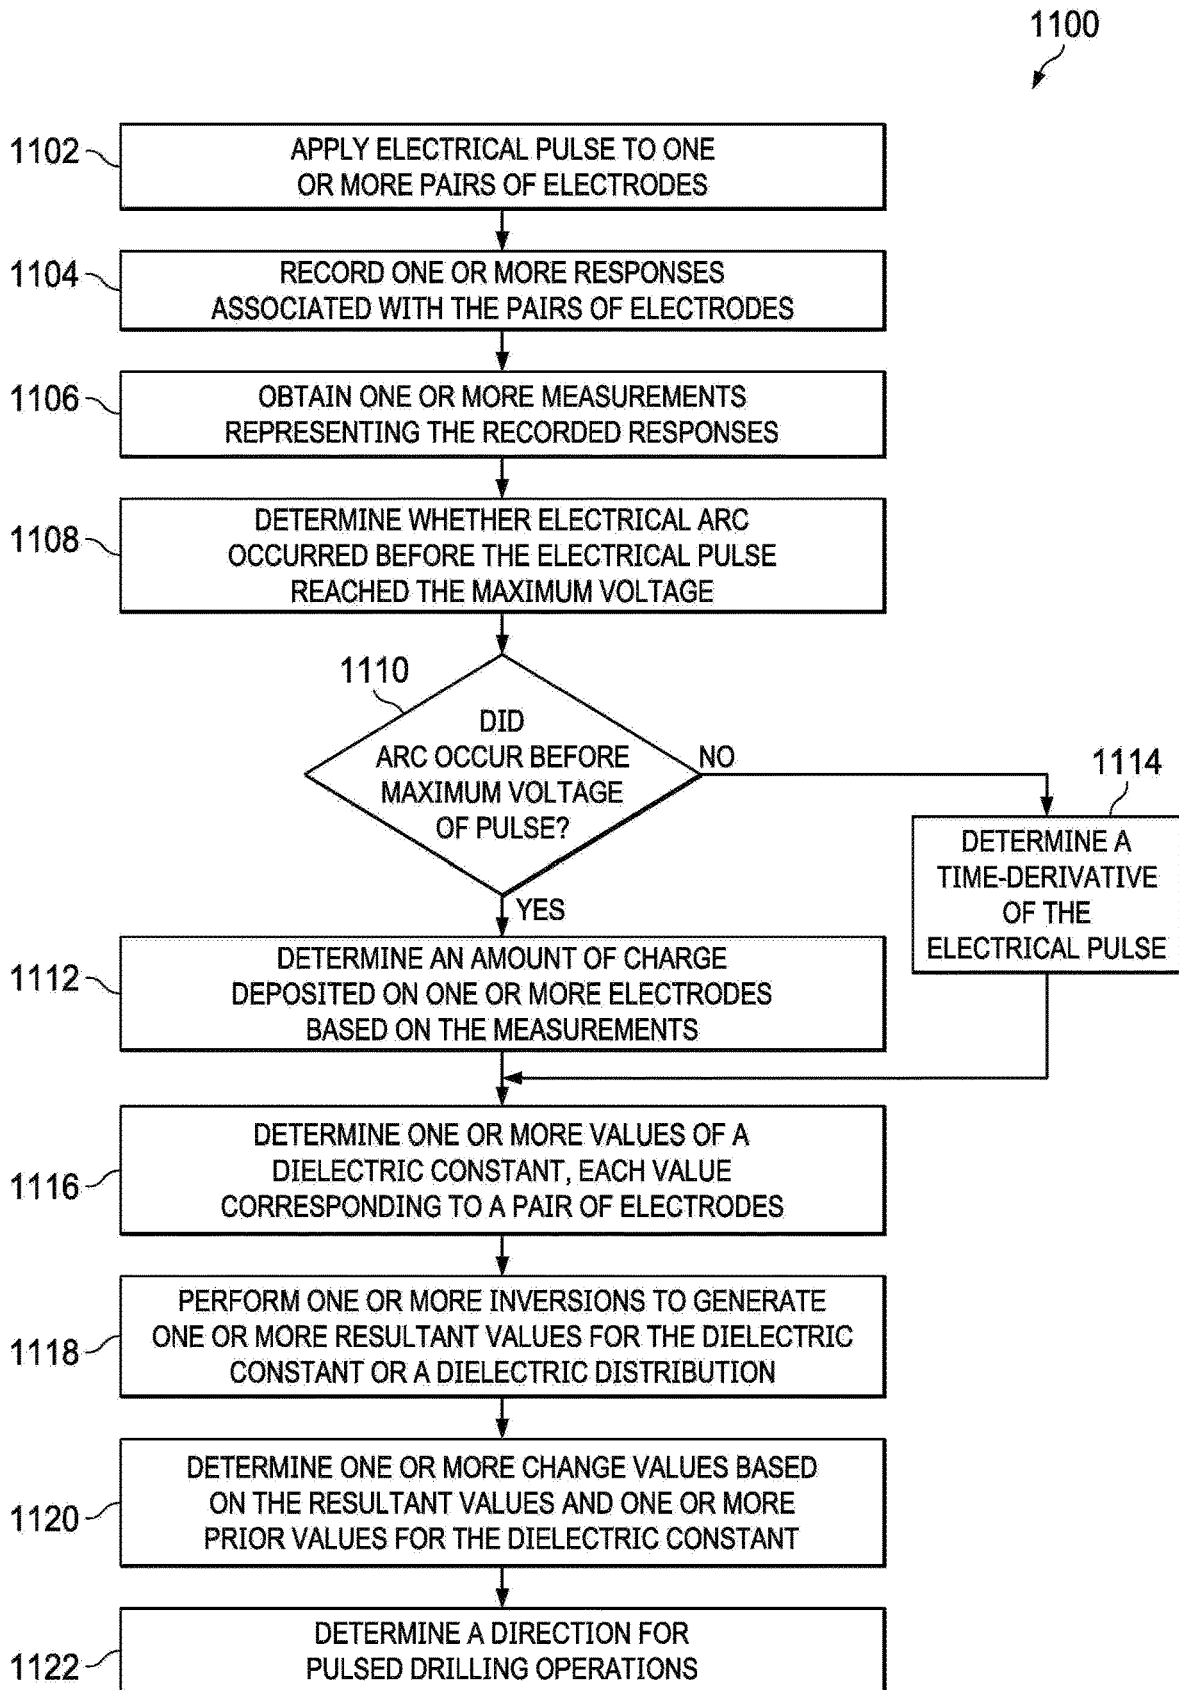 1100
1102
APPLY ELECTRICAL PULSE TO ONE
OR MORE PAIRS OF ELECTRODES
1104
RECORD ONE OR MORE RESPONSES
ASSOCIATED WITH THE PAIRS OF ELECTRODES
1106
OBTAIN ONE OR MORE MEASUREMENTS
REPRESENTING THE RECORDED RESPONSES
1108
DETERMINE WHETHER ELECTRICAL ARC
OCCURRED BEFORE THE ELECTRICAL PULSE
REACHED THE MAXIMUM VOLTAGE
1110
DID
ARC OCCUR BEFORE
MAXIMUM VOLTAGE
OF PULSE?
NO
1114
DETERMINE A
TIME-DERIVATIVE
OF THE
ELECTRICAL PULSE
YES
1112
DETERMINE AN AMOUNT OF CHARGE
DEPOSITED ON ONE OR MORE ELECTRODES
BASED ON THE MEASUREMENTS
1116
DETERMINE ONE OR MORE VALUES OF A
DIELECTRIC CONSTANT, EACH VALUE
CORRESPONDING TO A PAIR OF ELECTRODES
1118
PERFORM ONE OR MORE INVERSIONS TO GENERATE
ONE OR MORE RESULTANT VALUES FOR THE DIELECTRIC
CONSTANT OR A DIELECTRIC DISTRIBUTION
1120
DETERMINE ONE OR MORE CHANGE VALUES BASED
ON THE RESULTANT VALUES AND ONE OR MORE
PRIOR VALUES FOR THE DIELECTRIC CONSTANT
1122
DETERMINE A DIRECTION FOR
PULSED DRILLING OPERATIONS